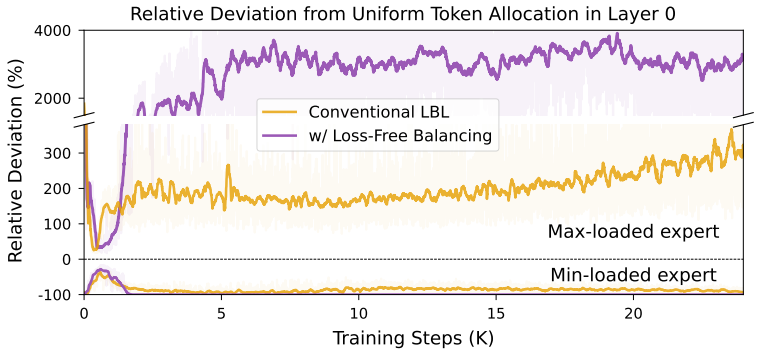 Relative Deviation from Uniform Token Allocation in Layer 0
Relative Deviation (%)
4000
2000
300
200
100
0
-100
Conventional LBL
w/ Loss-Free Balancing
Max-loaded expert
Min-loaded expert
0
5
10
15
20
Training Steps (K)